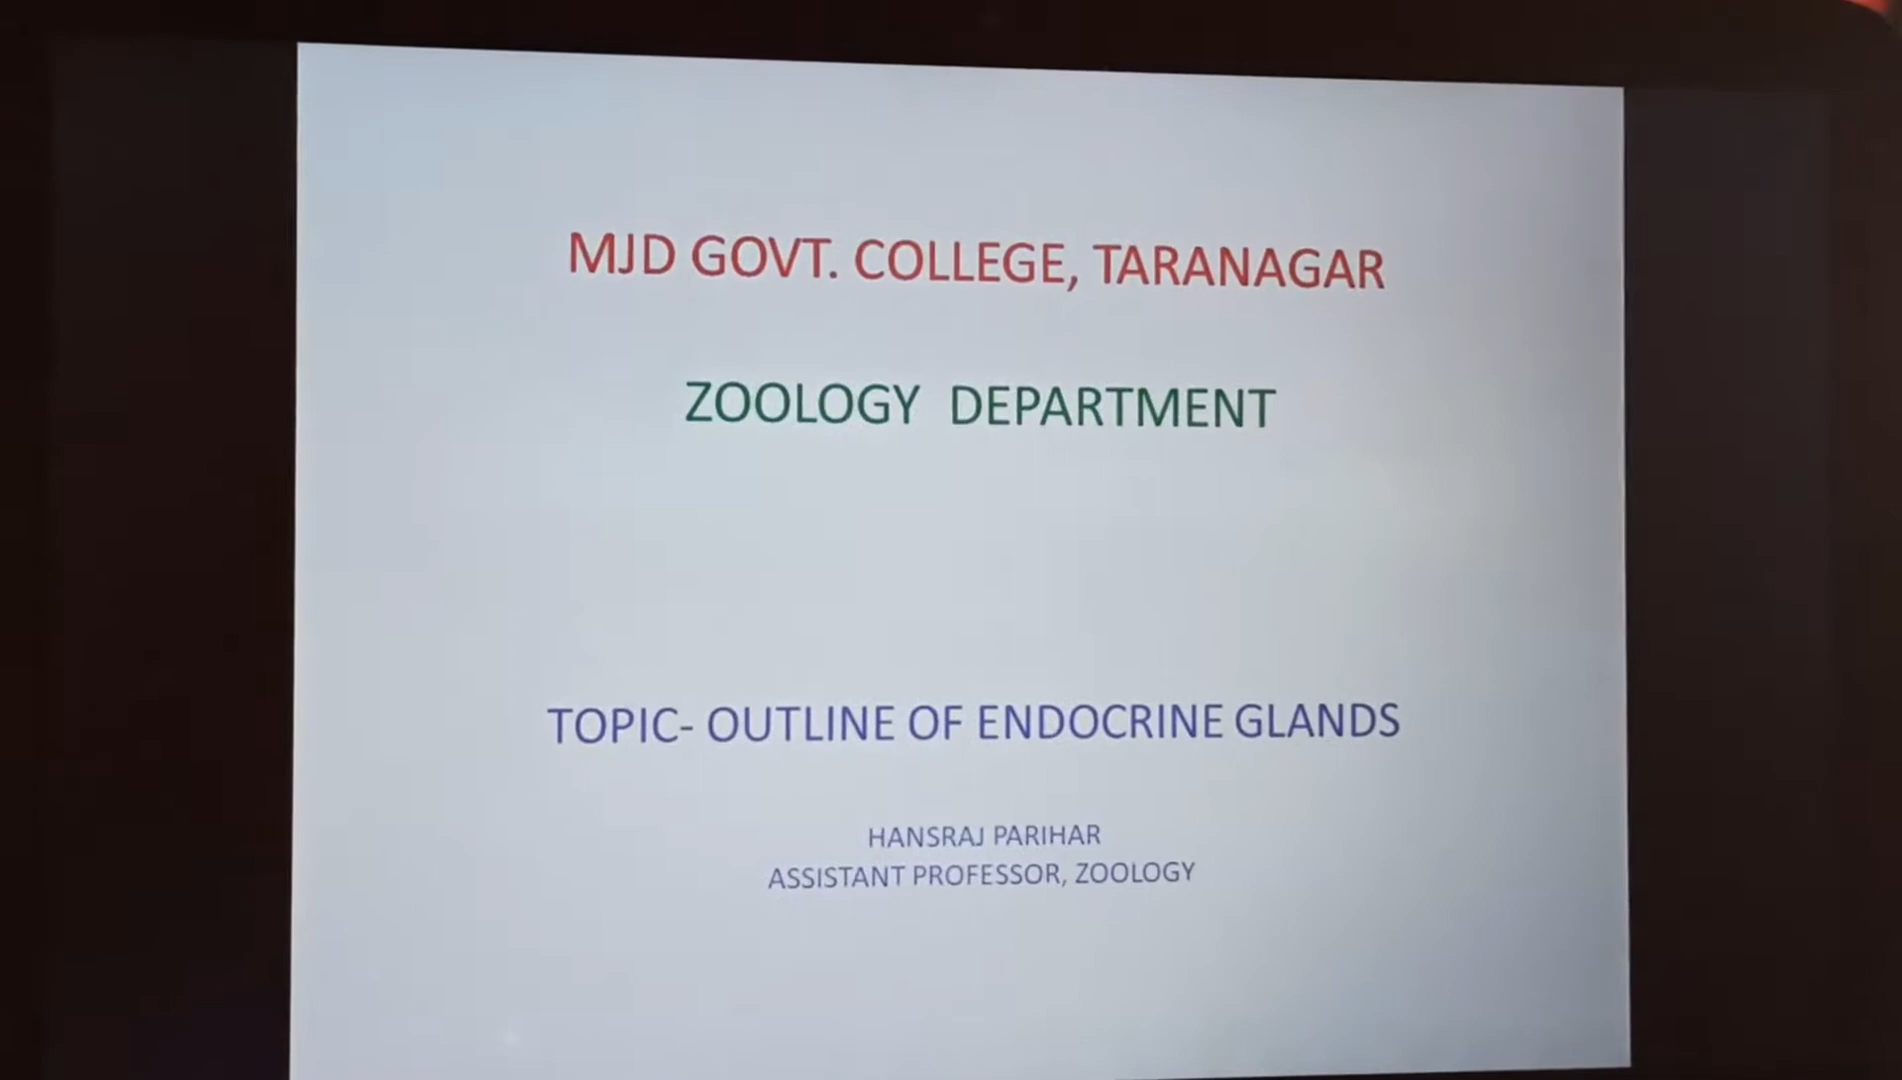 MJD GOVT. COLLEGE, TARANAGAR
ZOOLOGY DEPARTMENT
TOPIC- OUTLINE OF ENDOCRINE GLANDS
HANSRAJ PARIHAR
ASSISTANT PROFESSOR, ZOOLOGY